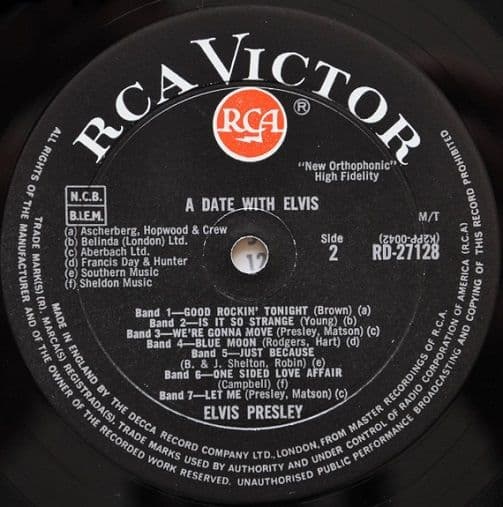 RCA VICTOR
RCA
®
"New Orthophonic"
High Fidelity
A DATE WITH ELVIS
N.C.B.
B.I.E.M.
M/T
(a) Ascherberg, Hopwood & Crew
(b) Belinda (London) Ltd.
(c) Aberbach Ltd.
(d) Francis Day & Hunter
(e) Southern Music
(f) Sheldon Music
12
Side
2
(K2PP-0042)
RD-27128
Band 1—GOOD ROCKIN' TONIGHT (Brown) (a)
Band 2—IS IT SO STRANGE (Young) (b)
Band 3—WE'RE GONNA MOVE (Presley, Matson) (c)
Band 4—BLUE MOON (Rodgers, Hart) (d)
Band 5—JUST BECAUSE
(B. & J. Shelton, Robin) (e)
Band 6—ONE SIDED LOVE AFFAIR
(Campbell) (f)
Band 7—LET ME (Presley, Matson) (c)
ELVIS PRESLEY
ALL RIGHTS OF THE MANUFACTURER AND OF THE OWNER OF THE RECORDED WORK RESERVED. UNAUTHORISED PUBLIC PERFORMANCE BROADCASTING AND COPYING OF THIS RECORD PROHIBITED
TRADE MARK(S) (R). MARCA(S) REGISTRADA(S). TRADE MARKS USED BY AUTHORITY AND UNDER CONTROL OF RADIO CORPORATION OF AMERICA (R.C.A.)
MADE IN ENGLAND BY THE DECCA RECORD COMPANY LTD., LONDON, FROM MASTER RECORDINGS OF R.C.A.